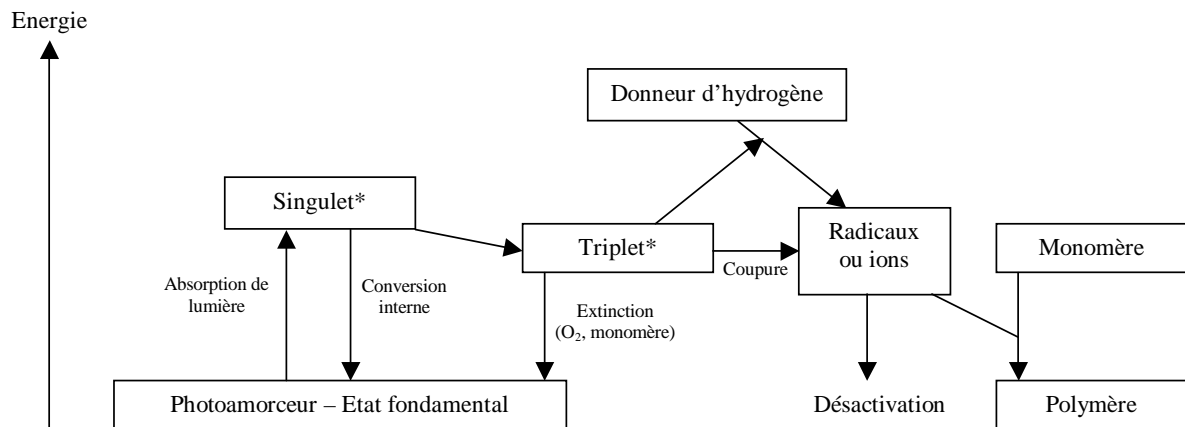 Energie
Donneur d’hydrogène
Singulet*
Triplet*
Radicaux
ou ions
Monomère
Coupure
Absorption de
lumière
Conversion
interne
Extinction
(O₂, monomère)
Photoamorceur – Etat fondamental
Désactivation
Polymère